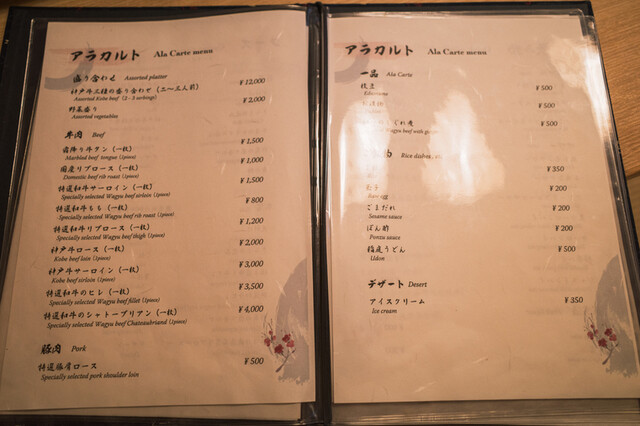 アラカルト Ala Carte menu
盛り合わせ Assorted platter
神戸牛三種の盛り合わせ (二〜三人前) ¥12,000
Assorted Kobe beef (2 - 3 servings)
野菜盛り ¥2,000
Assorted vegetables
牛肉 Beef
霜降り牛タン (一枚) ¥1,500
Marbled beef tongue (1piece)
国産リブロース (一枚) ¥1,000
Domestic beef rib roast (1piece)
特選和牛サーロイン (一枚) ¥1,500
Specially selected Wagyu beef sirloin (1piece)
特選和牛もも (一枚) ¥800
Specially selected Wagyu beef rib roast (1piece)
特選和牛リブロース (一枚) ¥1,200
Specially selected Wagyu beef thigh (1piece)
神戸牛ロース (一枚) ¥2,000
Kobe beef loin (1piece)
神戸牛サーロイン (一枚) ¥3,000
Kobe beef sirloin (1piece)
特選和牛のヒレ (一枚) ¥3,500
Specially selected Wagyu beef fillet (1piece)
特選和牛のシャトーブリアン (一枚) ¥4,000
Specially selected Wagyu beef Chateaubriand (1piece)
豚肉 Pork
特選豚肩ロース ¥500
Specially selected pork shoulder loin
アラカルト Ala Carte menu
一品 Ala Carte
枝豆 ¥500
Edamame
¥500
ぐれ煮 ¥500
Wagyu beef with
Rice dishes
¥350
¥200
ごまだれ ¥200
Sesame sauce
ぽん酢 ¥200
Ponzu sauce
稲庭うどん ¥500
Udon
デザート Desert
アイスクリーム ¥350
Ice cream